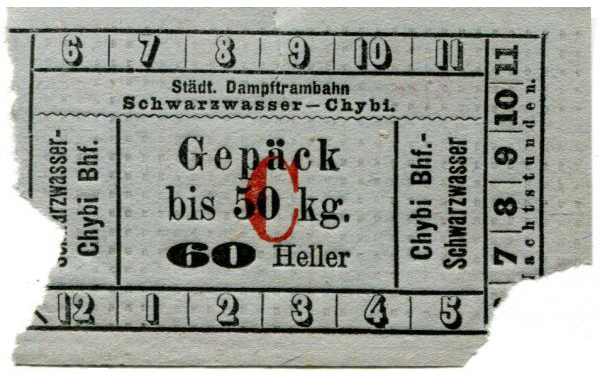 6 7 8 9 10 11
Städt. Dampftrambahn
Schwarzwasser–Chybi.
Schwarzwasser-
Chybi Bhf.
Gepäck
bis 50 kg.
C
60 Heller
Chybi Bhf.-
Schwarzwasser
12 1 2 3 4 5
7 8 9 10 11
Nachtstunden.